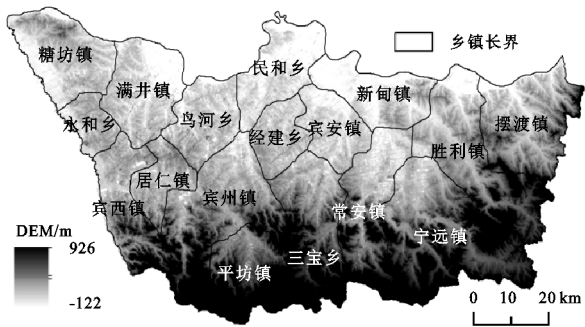 民和乡
乡镇长界
糖坊镇
满井镇
新甸镇
鸟河乡
永和乡
经建乡
宾安镇
摆渡镇
胜利镇
居仁镇
宾西镇
宾州镇
常安镇
宁远镇
三宝乡
平坊镇
DEM/m
926
-122
0 10 20 km